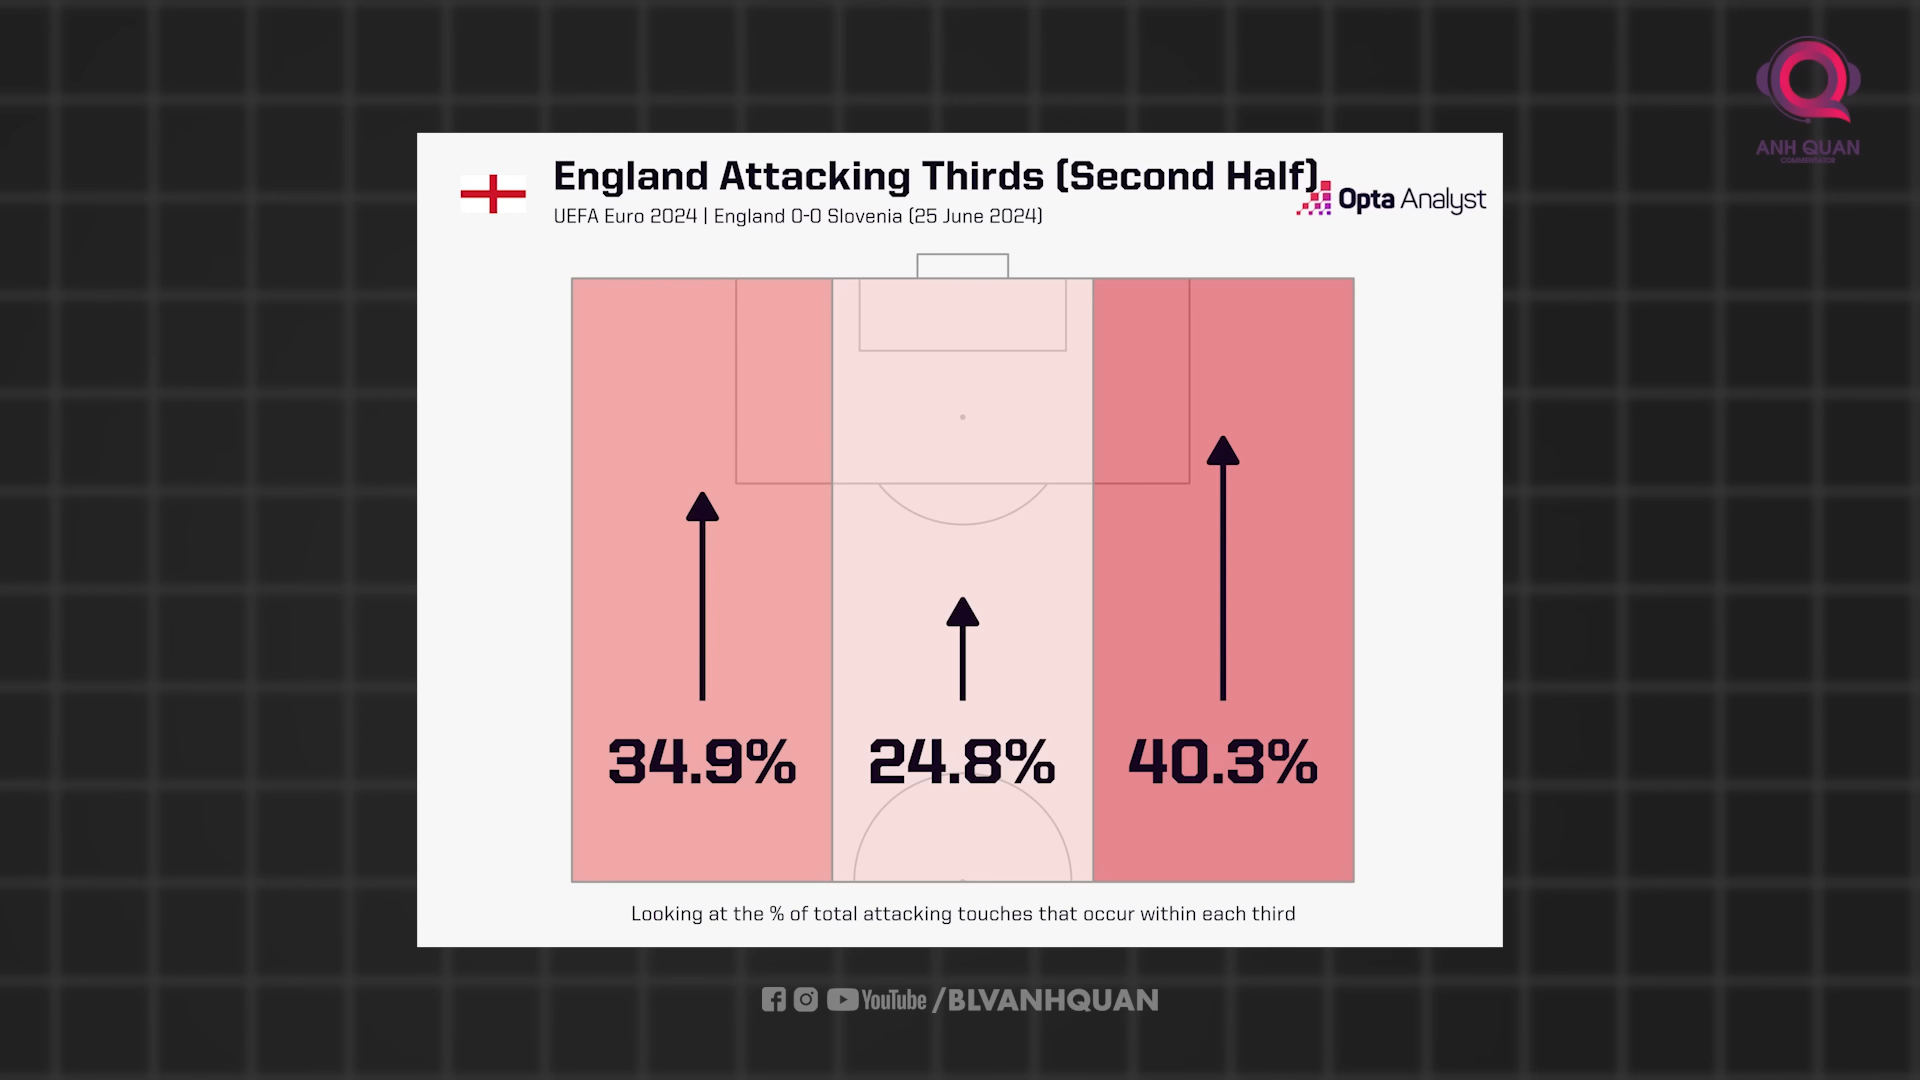 England Attacking Thirds (Second Half)
UEFA Euro 2024 | England 0-0 Slovenia (25 June 2024)
Opta Analyst
ANH QUAN
COMMENTATOR
34.9%
24.8%
40.3%
Looking at the % of total attacking touches that occur within each third
YouTube /BLVANHQUAN